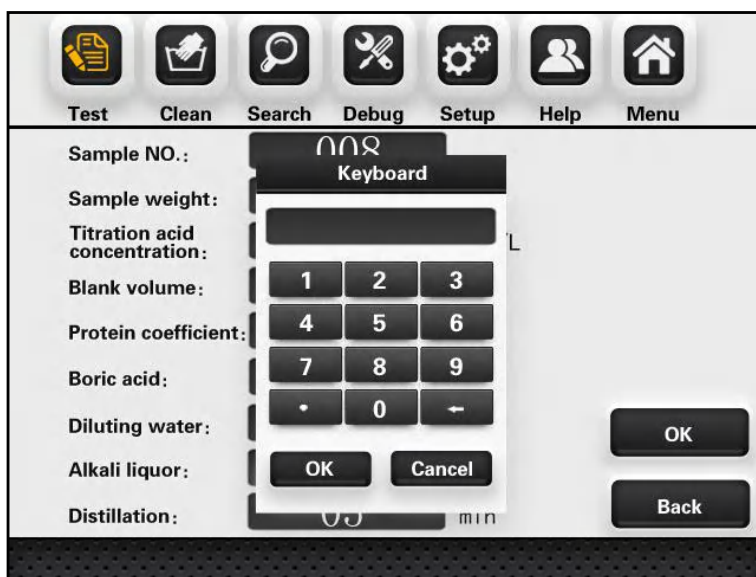 Test Clean Search Debug Setup Help Menu
Sample NO.: 008
Keyboard
Sample weight:
Titration acid
concentration: L
Blank volume:
Protein coefficient:
Boric acid:
Diluting water:
Alkali liquor:
Distillation: 05 min
1 2 3
4 5 6
7 8 9
. 0 ←
OK Cancel
OK
Back